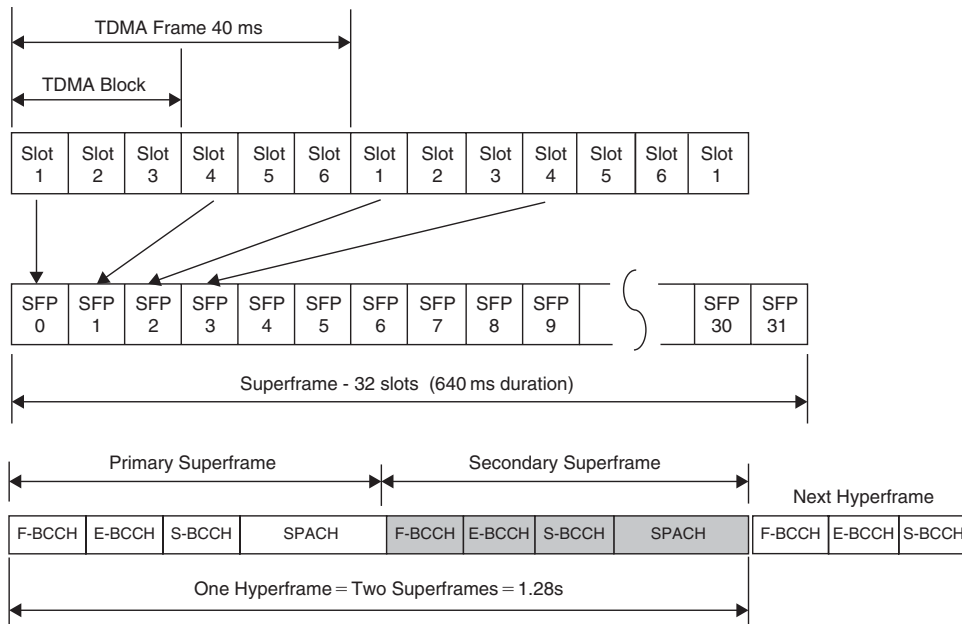 TDMA Frame 40 ms
TDMA Block
Slot 1 Slot 2 Slot 3 Slot 4 Slot 5 Slot 6 Slot 1 Slot 2 Slot 3 Slot 4 Slot 5 Slot 6 Slot 1
SFP 0 SFP 1 SFP 2 SFP 3 SFP 4 SFP 5 SFP 6 SFP 7 SFP 8 SFP 9 SFP 30 SFP 31
Superframe - 32 slots (640 ms duration)
Primary Superframe
Secondary Superframe
Next Hyperframe
F-BCCH E-BCCH S-BCCH SPACH F-BCCH E-BCCH S-BCCH SPACH F-BCCH E-BCCH S-BCCH
One Hyperframe = Two Superframes = 1.28s